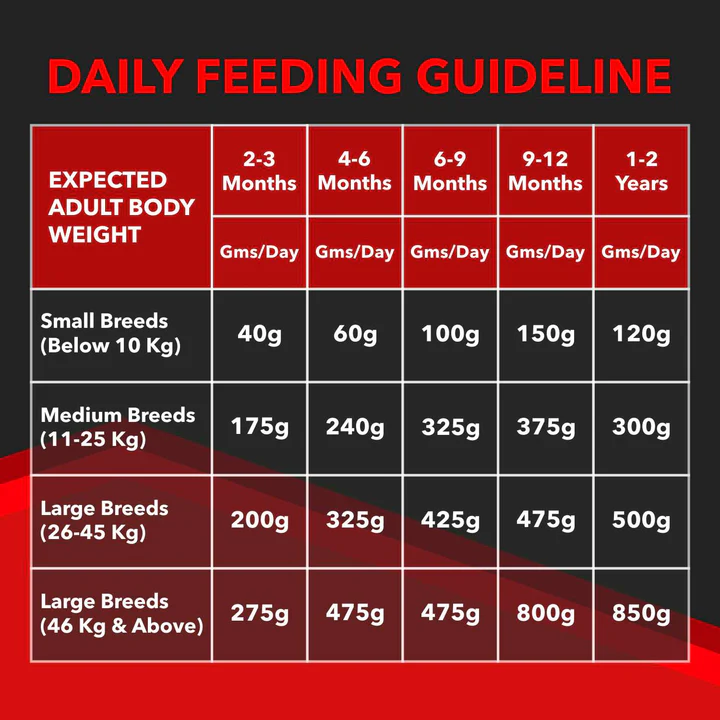 DAILY FEEDING GUIDELINE
EXPECTED
ADULT BODY
WEIGHT
2-3
Months
4-6
Months
6-9
Months
9-12
Months
1-2
Years
Gms/Day Gms/Day Gms/Day Gms/Day Gms/Day
Small Breeds
(Below 10 Kg)
40g 60g 100g 150g 120g
Medium Breeds
(11-25 Kg)
175g 240g 325g 375g 300g
Large Breeds
(26-45 Kg)
200g 325g 425g 475g 500g
Large Breeds
(46 Kg & Above)
275g 475g 475g 800g 850g